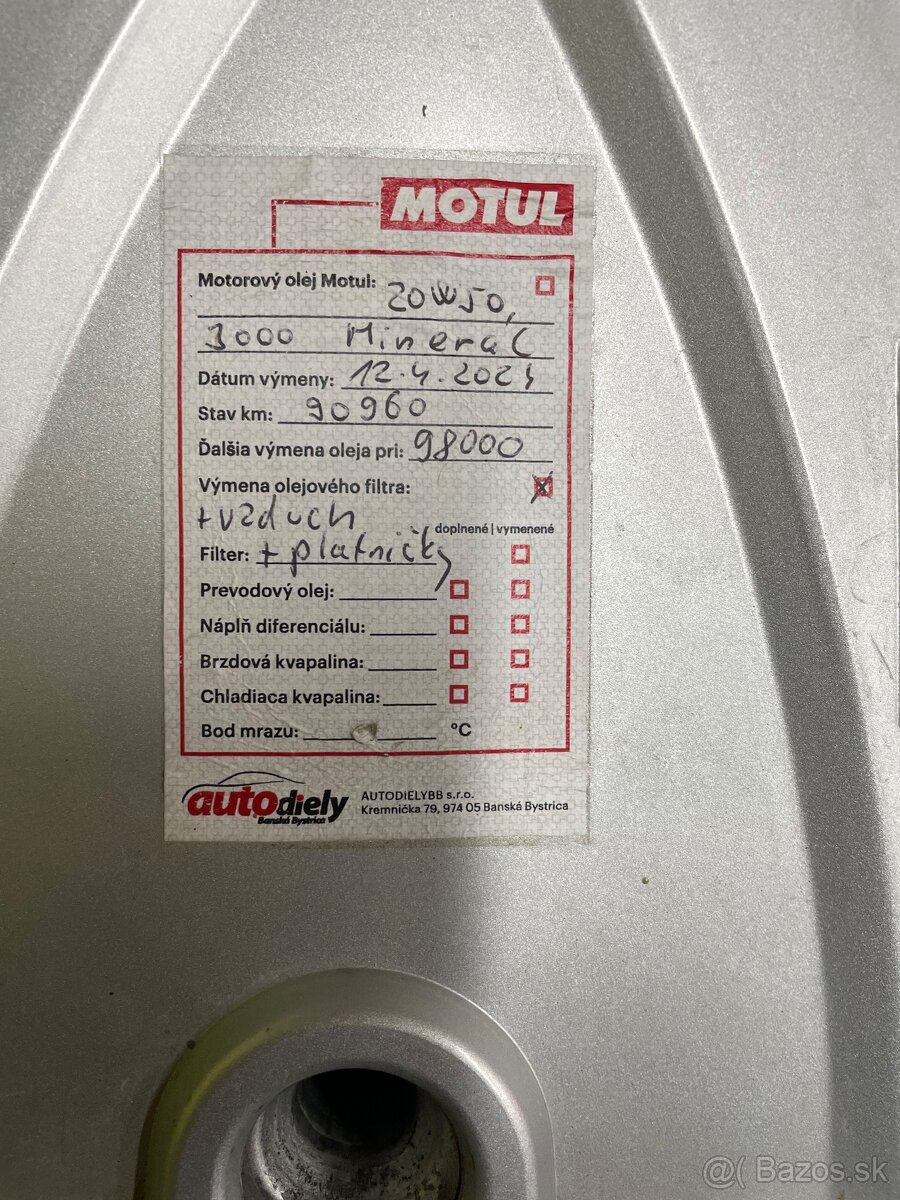 MOTUL
Motorový olej Motul: 20W50,
3000 Mineral
Dátum výmeny: 12.4.2024
Stav km: 90960
Ďalšia výmena oleja pri: 98000
Výmena olejového filtra: X
+vzduch
doplnené | vymenené
Filter: + platničky
Prevodový olej:
Náplň diferenciálu:
Brzdová kvapalina:
Chladiaca kvapalina:
Bod mrazu: °C
autodiely
Banská Bystrica
AUTODIELYBB s.r.o.
Kremnička 79, 974 05 Banská Bystrica
@( Bazos.sk